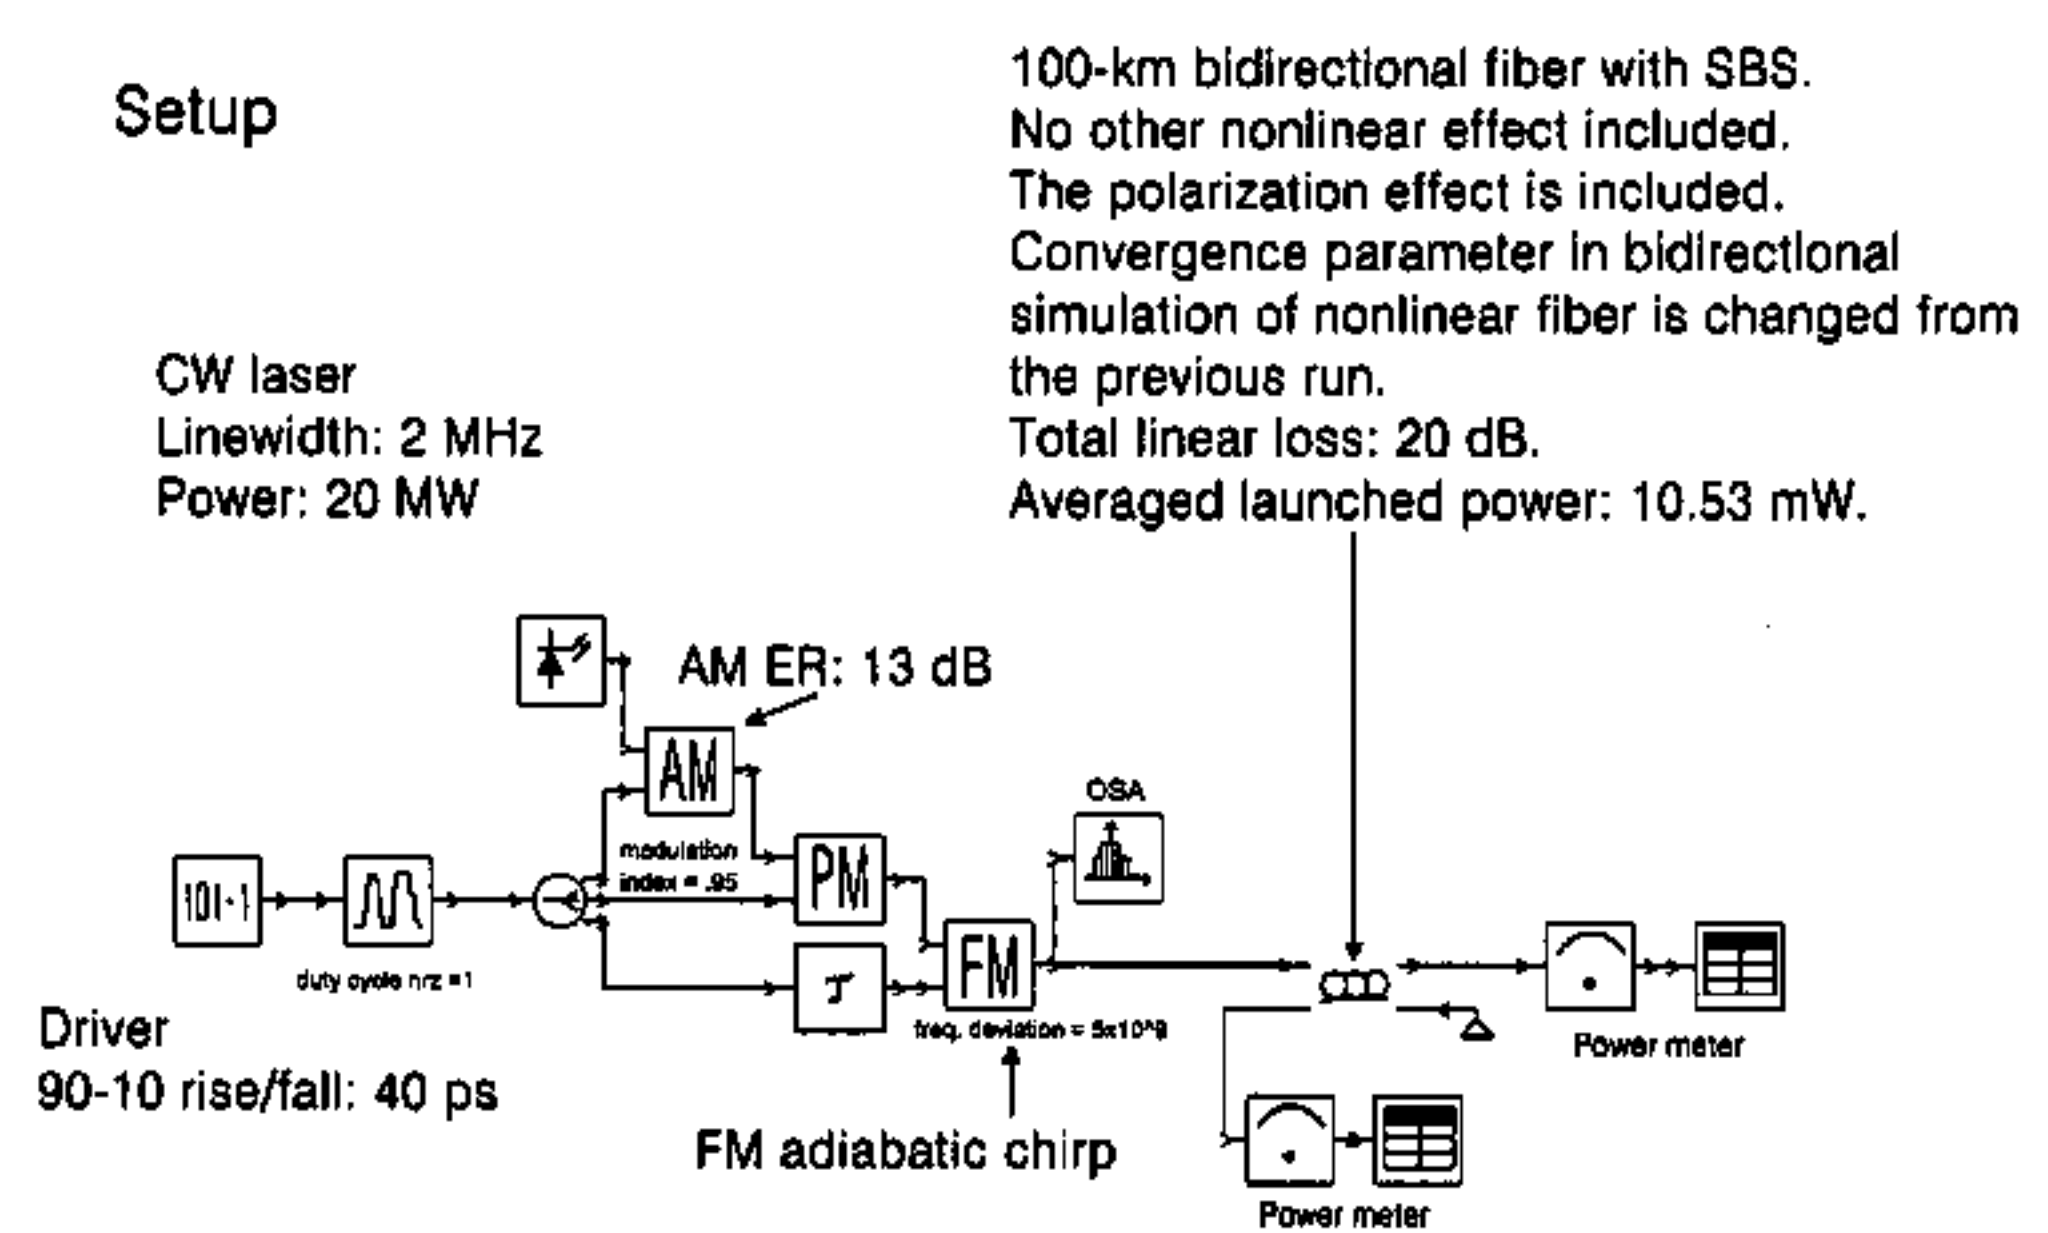 Setup
100-km bidirectional fiber with SBS.
No other nonlinear effect included.
The polarization effect is included.
Convergence parameter in bidirectional
simulation of nonlinear fiber is changed from
the previous run.
Total linear loss: 20 dB.
Averaged launched power: 10.53 mW.
CW laser
Linewidth: 2 MHz
Power: 20 MW
AM ER: 13 dB
AM
OSA
modulation
index = .95
PM
101-1
duty cycle nrz =1
τ
FM
freq. deviation = 5x10^9
Driver
90-10 rise/fall: 40 ps
FM adiabatic chirp
Power meter
Power meter